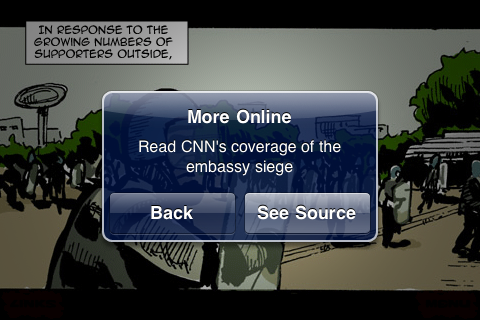 IN RESPONSE TO THE
GROWING NUMBERS OF
SUPPORTERS OUTSIDE,
More Online
Read CNN's coverage of the
embassy siege
Back
See Source